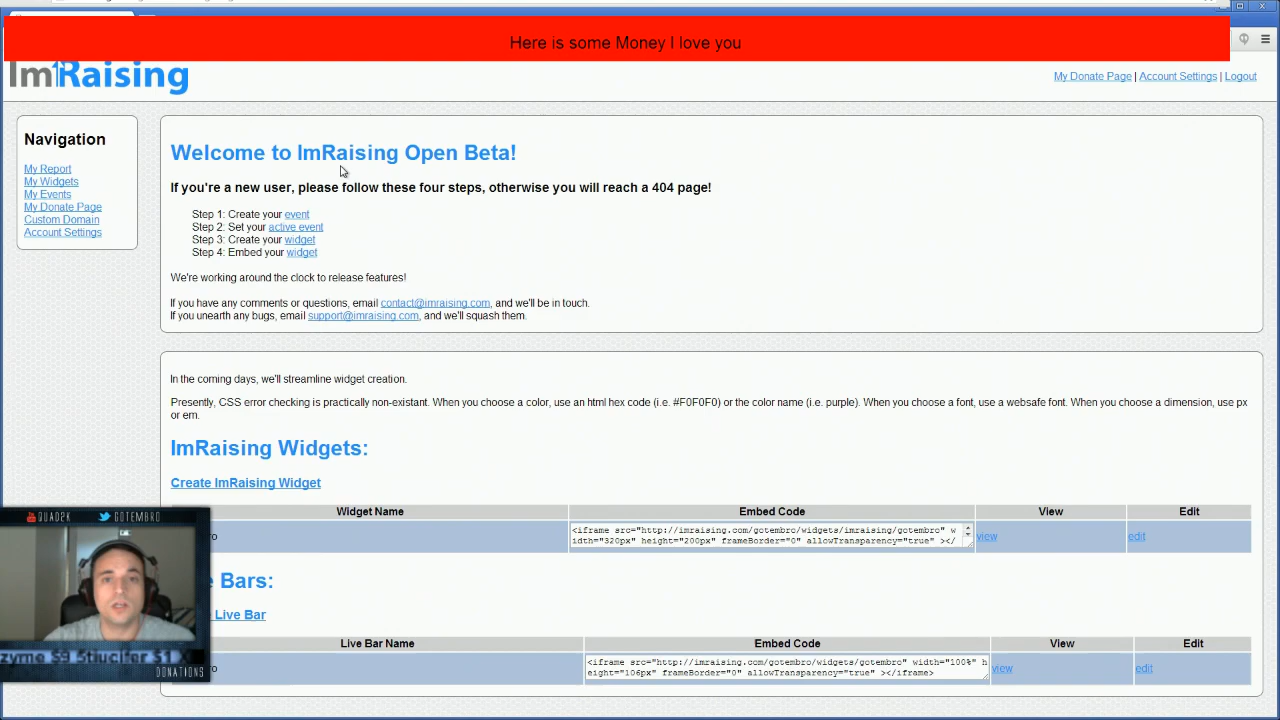 Here is some Money I love you
ImRaising
My Donate Page | Account Settings | Logout
Navigation
My Report
My Widgets
My Events
My Donate Page
Custom Domain
Account Settings
Welcome to ImRaising Open Beta!
If you're a new user, please follow these four steps, otherwise you will reach a 404 page!
Step 1: Create your event
Step 2: Set your active event
Step 3: Create your widget
Step 4: Embed your widget
We're working around the clock to release features!
If you have any comments or questions, email contact@imraising.com, and we'll be in touch.
If you unearth any bugs, email support@imraising.com, and we'll squash them.
In the coming days, we'll streamline widget creation.
Presently, CSS error checking is practically non-existant. When you choose a color, use an html hex code (i.e. #F0F0F0) or the color name (i.e. purple). When you choose a font, use a websafe font. When you choose a dimension, use px
or em.
ImRaising Widgets:
Create ImRaising Widget
Widget Name Embed Code View Edit
<iframe src="http://imraising.com/gotembro/widgets/imraising/gotembro" w
idth="320px" height="200px" frameBorder="0" allowTransparency="true" ></
view edit
Bars:
Live Bar
Live Bar Name Embed Code View Edit
<iframe src="http://imraising.com/gotembro/widgets/gotembro" width="100%" h
eight="106px" frameBorder="0" allowTransparency="true" ></iframe>
view edit
QUAD2K GOTEMBRO
zyme $9 Stiucifer $1 X
DONATIONS